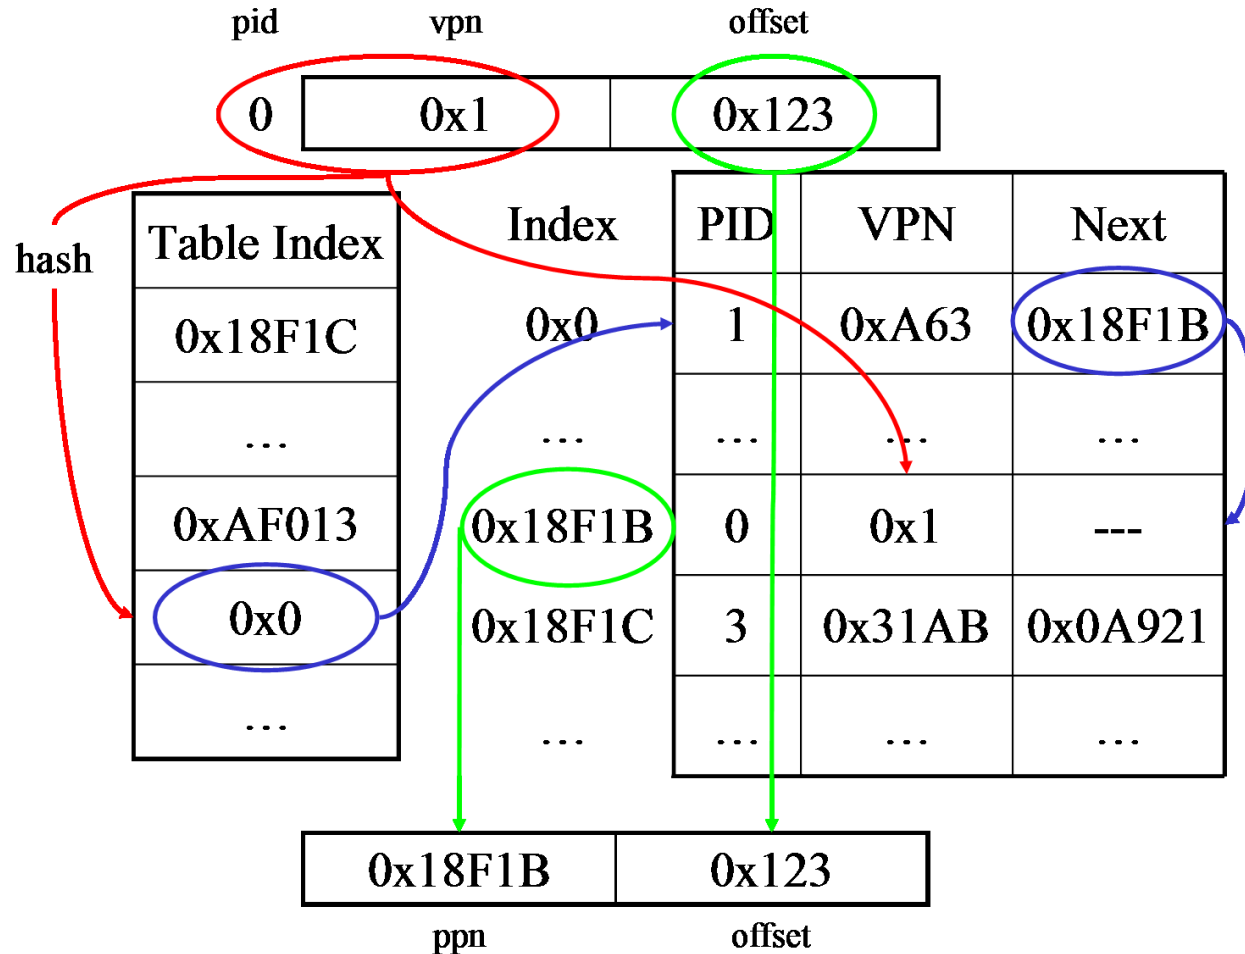 pid vpn offset
0 0x1 0x123
hash
Table Index
0x18F1C
...
0xAF013
0x0
...
Index PID VPN Next
0x0 1 0xA63 0x18F1B
... ... ... ...
0x18F1B 0 0x1 ---
0x18F1C 3 0x31AB 0x0A921
... ... ... ...
0x18F1B 0x123
ppn offset